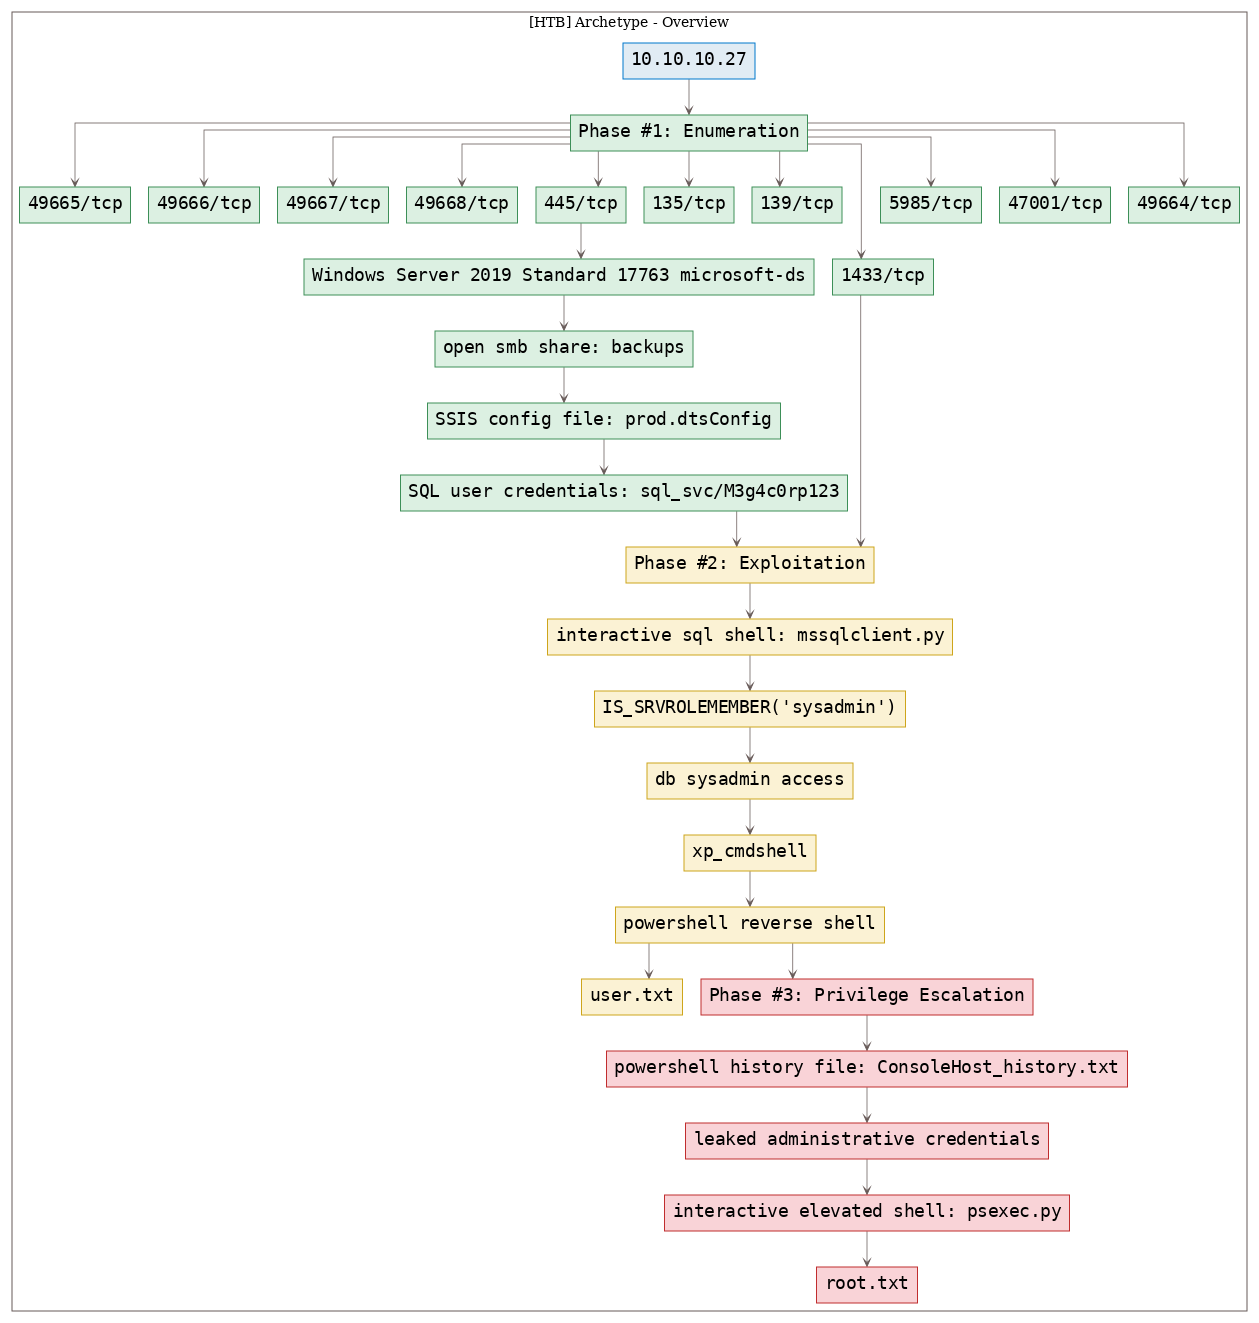 [HTB] Archetype - Overview
10.10.10.27
Phase #1: Enumeration
49665/tcp
49666/tcp
49667/tcp
49668/tcp
445/tcp
135/tcp
139/tcp
5985/tcp
47001/tcp
49664/tcp
Windows Server 2019 Standard 17763 microsoft-ds
1433/tcp
open smb share: backups
SSIS config file: prod.dtsConfig
SQL user credentials: sql_svc/M3g4c0rp123
Phase #2: Exploitation
interactive sql shell: mssqlclient.py
IS_SRVROLEMEMBER('sysadmin')
db sysadmin access
xp_cmdshell
powershell reverse shell
user.txt
Phase #3: Privilege Escalation
powershell history file: ConsoleHost_history.txt
leaked administrative credentials
interactive elevated shell: psexec.py
root.txt